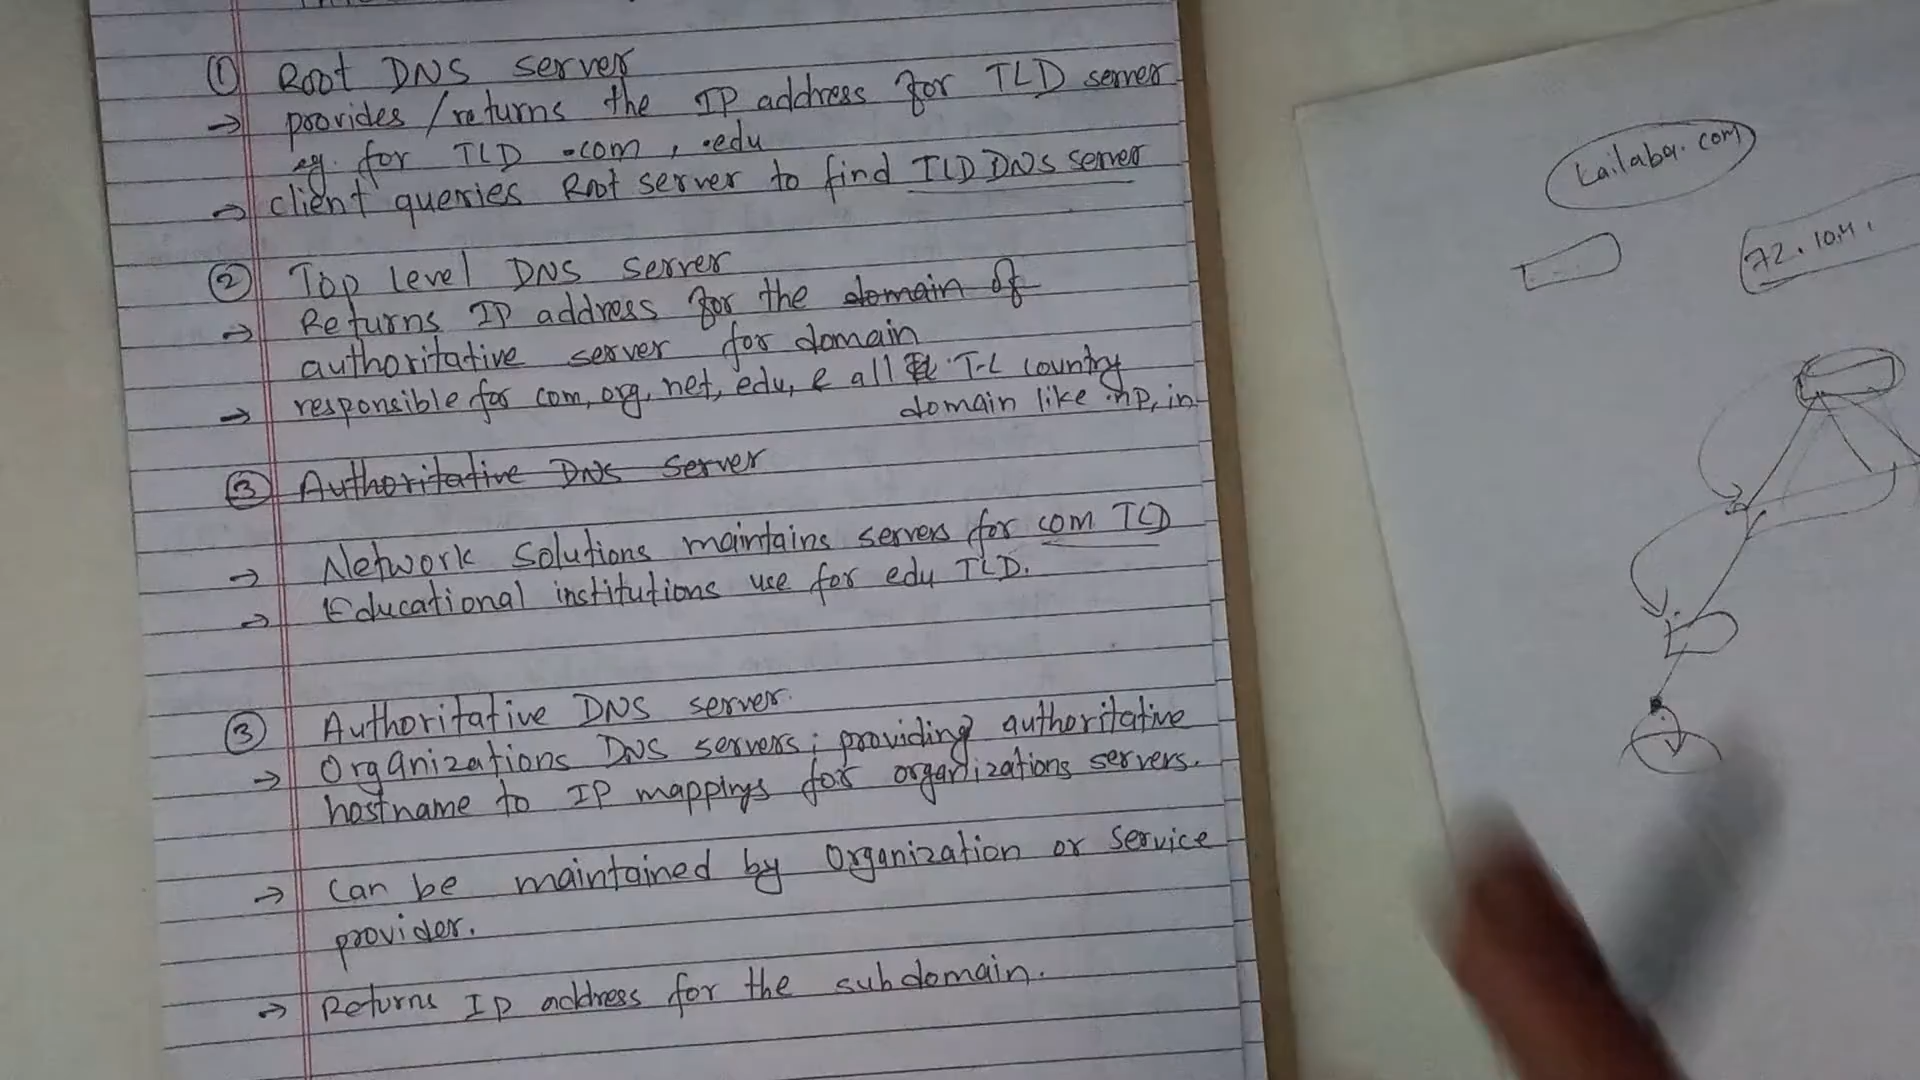 ① Root DNS server
→ provides/returns the IP address for TLD server
eg. for TLD .com, .edu
→ client queries Root server to find TLD DNS server
② Top level DNS server
→ Returns IP address for the domain of
authoritative server for domain
→ responsible for com, org, net, edu, & all T-L country
domain like .np, in
③ Authoritative DNS server
→ Network solutions maintains servers for com TLD
→ Educational institutions use for edu TLD.
③ Authoritative DNS server.
→ Organizations DNS servers; providing authoritative
hostname to IP mappings for organizations servers.
→ Can be maintained by Organization or Service
provider.
→ Returns IP address for the subdomain.
kailaba.com
72.104.